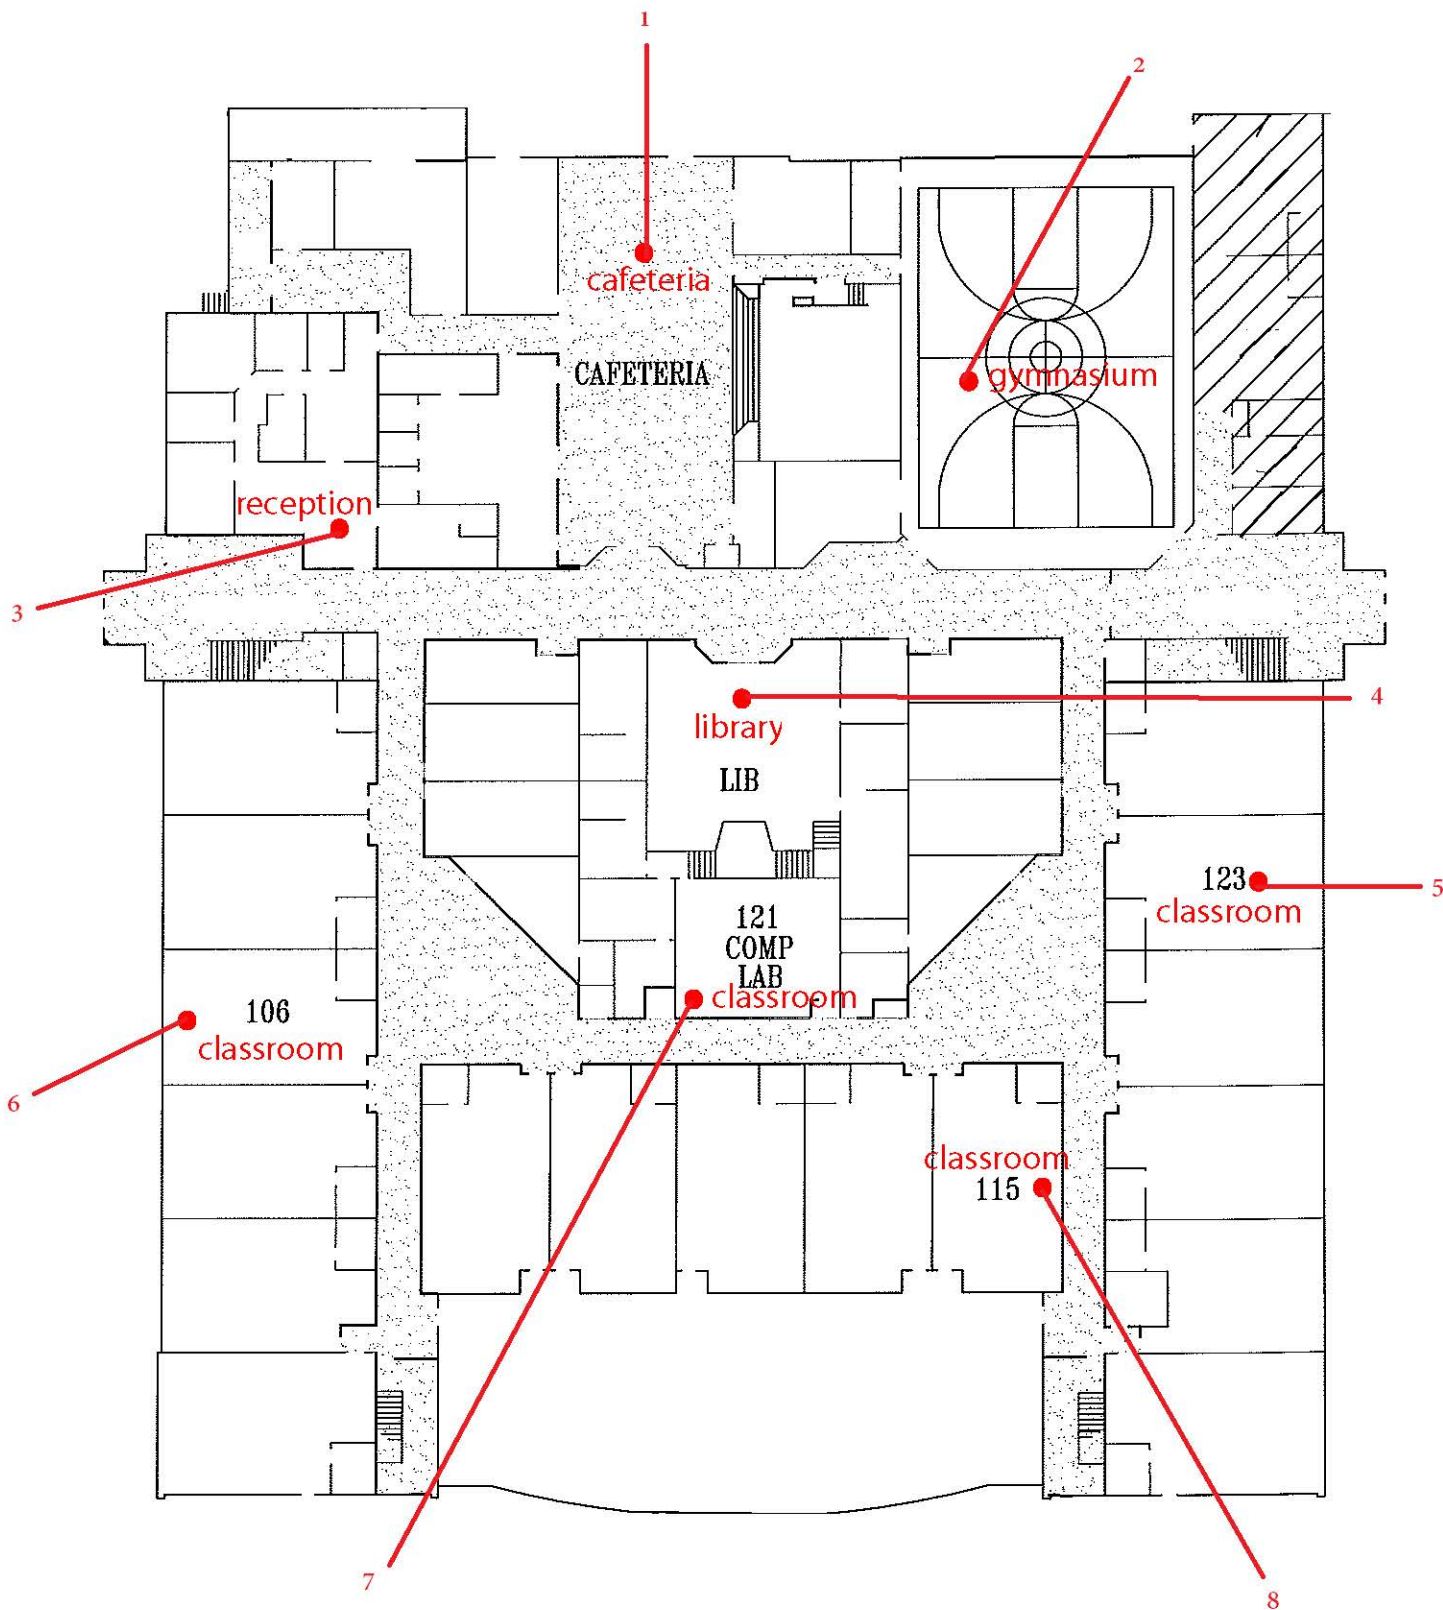 1
2
cafeteria
CAFETERIA
gymnasium
reception
3
4
library
LIB
123
5
classroom
121
COMP
LAB
classroom
106
classroom
6
classroom
115
7
8